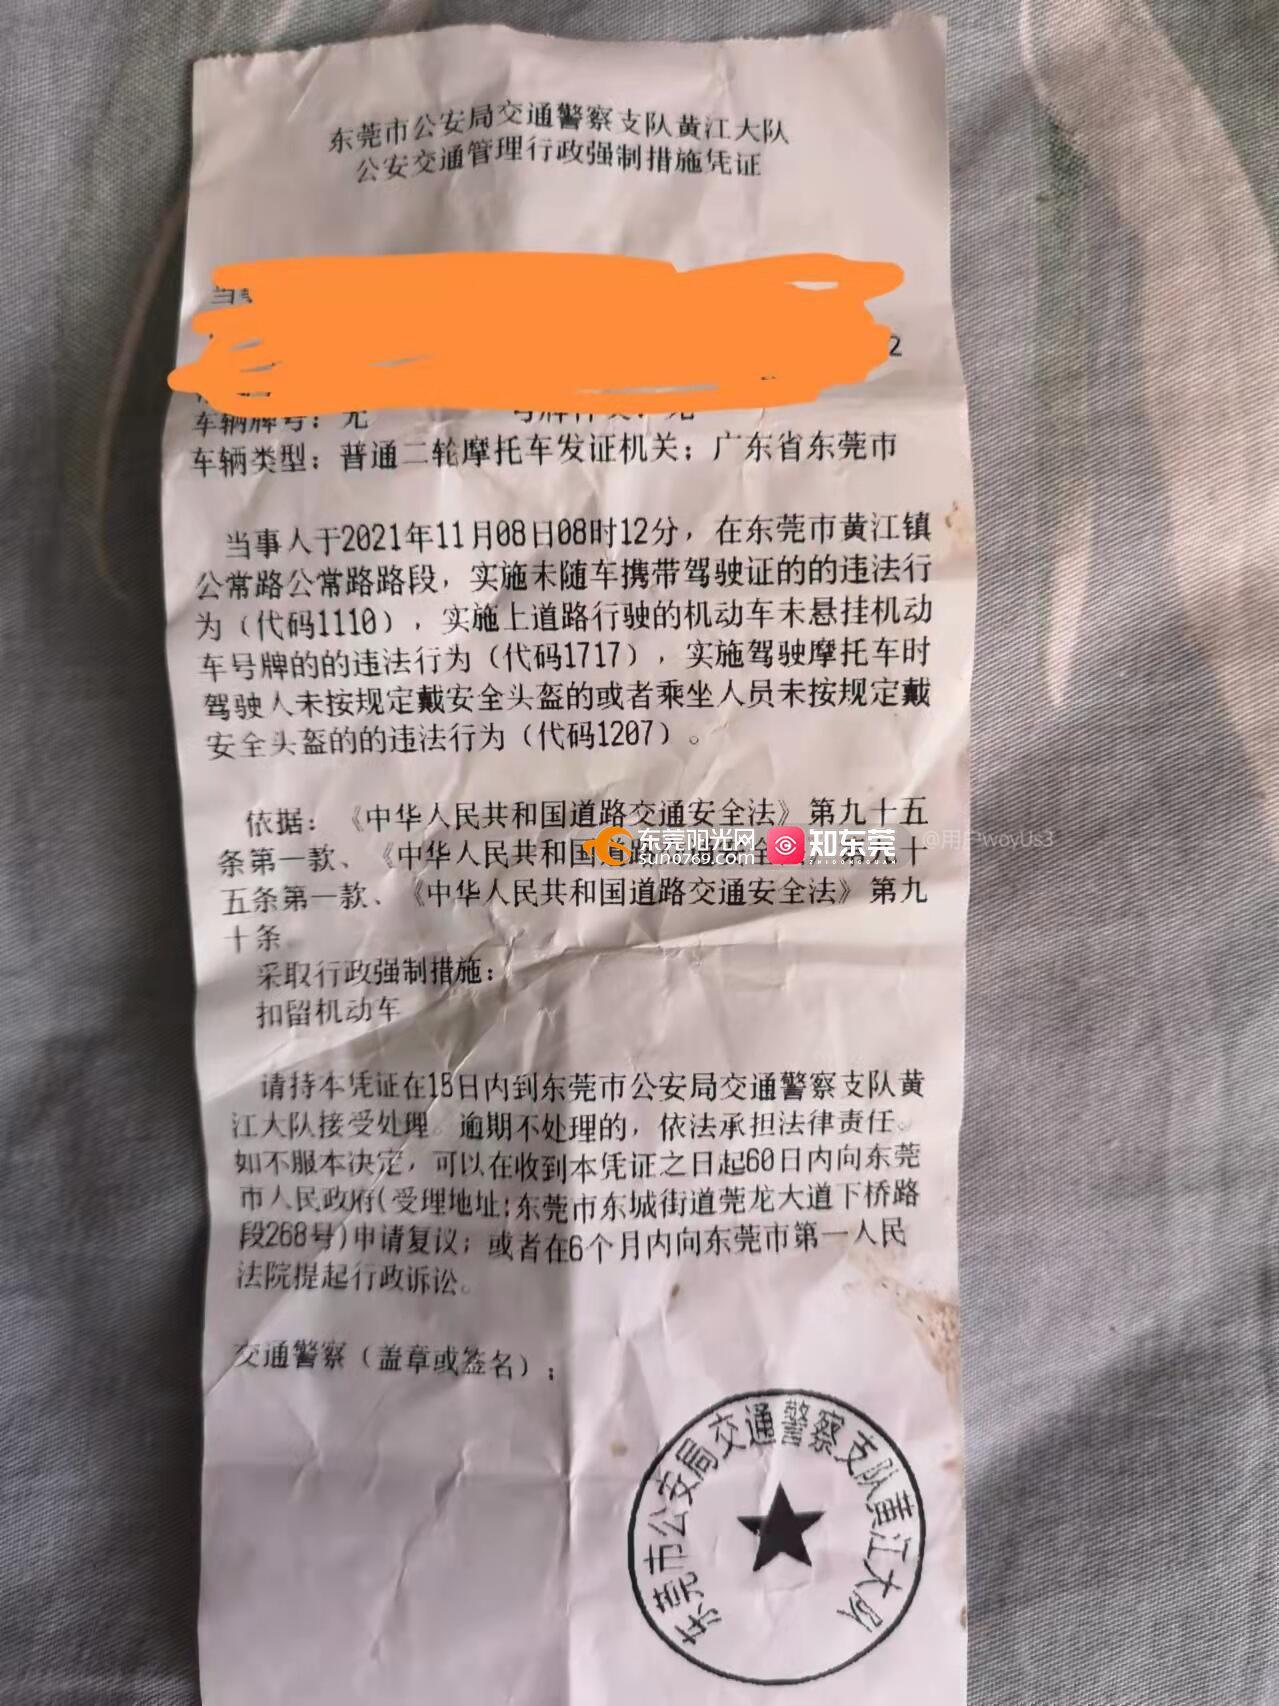 东莞市公安局交通警察支队黄江大队
公安交通管理行政强制措施凭证
2
车辆牌号：无
车辆类型：普通二轮摩托车发证机关：广东省东莞市
当事人于2021年11月08日08时12分，在东莞市黄江镇
公常路公常路路段，实施未随车携带驾驶证的的违法行
为（代码1110），实施上道路行驶的机动车未悬挂机动
车号牌的的违法行为（代码1717），实施驾驶摩托车时
驾驶人未按规定戴安全头盔的或者乘坐人员未按规定戴
安全头盔的的违法行为（代码1207）。
依据：《中华人民共和国道路交通安全法》第九十五
东莞阳光网 知东莞 @用户woyu
sun0769.com ZHIDONGGUAN
条第一款、《中华人民共和国道路交通安全 十
五条第一款、《中华人民共和国道路交通安全法》第九
十条
采取行政强制措施：
扣留机动车
请持本凭证在15日内到东莞市公安局交通警察支队黄
江大队接受处理。逾期不处理的，依法承担法律责任。
如不服本决定，可以在收到本凭证之日起60日内向东莞
市人民政府(受理地址:东莞市东城街道莞龙大道下桥路
段268号)申请复议；或者在6个月内向东莞市第一人民
法院提起行政诉讼。
交通警察（盖章或签名）：
东莞市公安局交通警察支队黄江大队